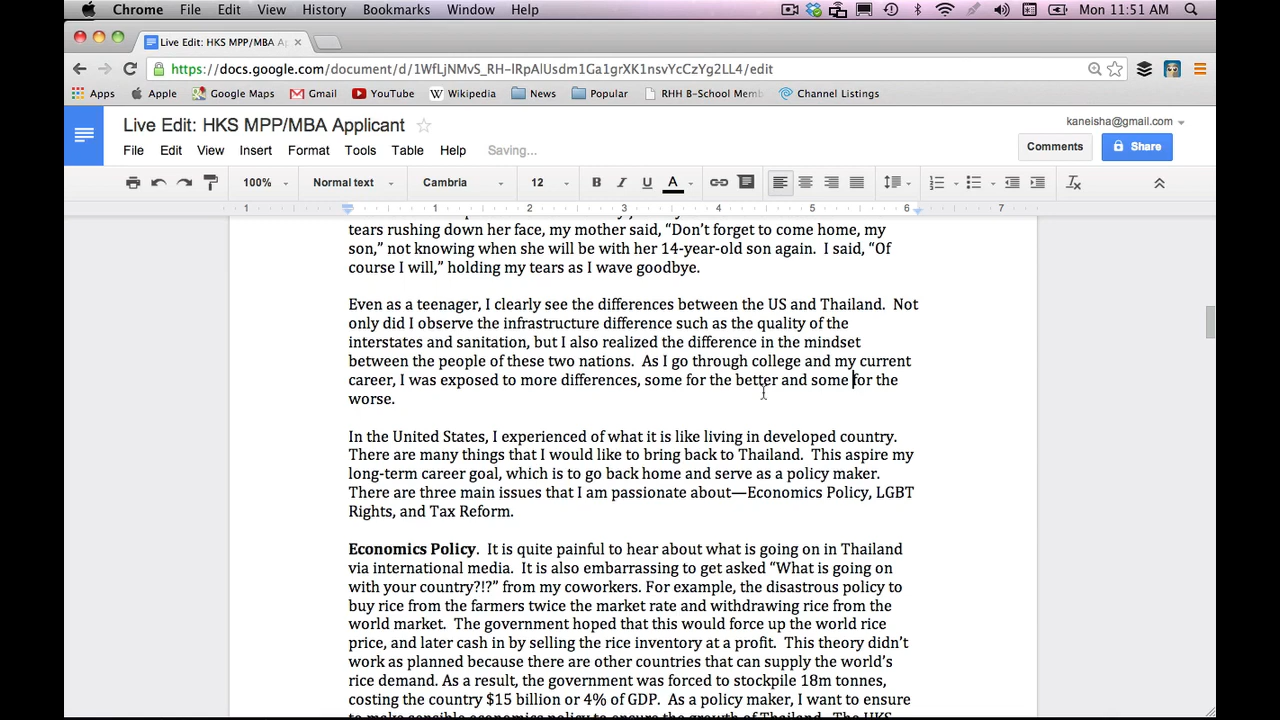 Chrome File Edit View History Bookmarks Window Help Mon 11:51 AM
Live Edit: HKS MPP/MBA Ap
https://docs.google.com/document/d/1WfLjNMvS_RH-lRpAlUsdm1Ga1grXK1nsvYcCzYg2LL4/edit
Apps Apple Google Maps Gmail YouTube Wikipedia News Popular RHH B-School Memb Channel Listings
Live Edit: HKS MPP/MBA Applicant
kaneisha@gmail.com
File Edit View Insert Format Tools Table Help Saving...
Comments Share
100% Normal text Cambria 12 B I U A
1 1 2 3 4 5 6 7
tears rushing down her face, my mother said, “Don’t forget to come home, my
son,” not knowing when she will be with her 14-year-old son again. I said, “Of
course I will,” holding my tears as I wave goodbye.
Even as a teenager, I clearly see the differences between the US and Thailand. Not
only did I observe the infrastructure difference such as the quality of the
interstates and sanitation, but I also realized the difference in the mindset
between the people of these two nations. As I go through college and my current
career, I was exposed to more differences, some for the better and some for the
worse.
In the United States, I experienced of what it is like living in developed country.
There are many things that I would like to bring back to Thailand. This aspire my
long-term career goal, which is to go back home and serve as a policy maker.
There are three main issues that I am passionate about—Economics Policy, LGBT
Rights, and Tax Reform.
Economics Policy. It is quite painful to hear about what is going on in Thailand
via international media. It is also embarrassing to get asked “What is going on
with your country?!?” from my coworkers. For example, the disastrous policy to
buy rice from the farmers twice the market rate and withdrawing rice from the
world market. The government hoped that this would force up the world rice
price, and later cash in by selling the rice inventory at a profit. This theory didn’t
work as planned because there are other countries that can supply the world’s
rice demand. As a result, the government was forced to stockpile 18m tonnes,
costing the country $15 billion or 4% of GDP. As a policy maker, I want to ensure